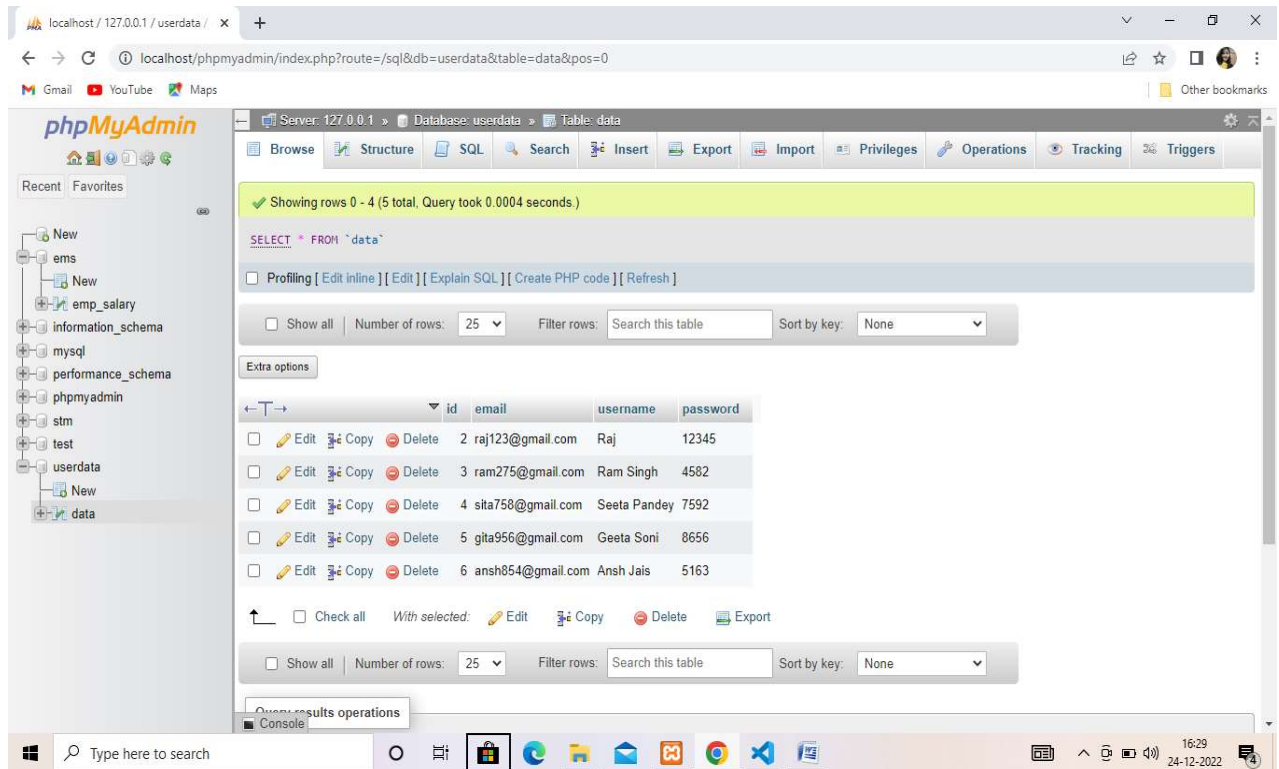 localhost / 127.0.0.1 / userdata /
localhost/phpmyadmin/index.php?route=/sql&db=userdata&table=data&pos=0
Gmail YouTube Maps Other bookmarks
phpMyAdmin
Recent Favorites
New
ems
New
emp_salary
information_schema
mysql
performance_schema
phpmyadmin
stm
test
userdata
New
data
Server: 127.0.0.1 » Database: userdata » Table: data
Browse Structure SQL Search Insert Export Import Privileges Operations Tracking Triggers
Showing rows 0 - 4 (5 total, Query took 0.0004 seconds.)
SELECT * FROM `data`
Profiling [ Edit inline ] [ Edit ] [ Explain SQL ] [ Create PHP code ] [ Refresh ]
Show all | Number of rows: 25 Filter rows: Search this table Sort by key: None
Extra options
←T→ id email username password
Edit Copy Delete 2 raj123@gmail.com Raj 12345
Edit Copy Delete 3 ram275@gmail.com Ram Singh 4582
Edit Copy Delete 4 sita758@gmail.com Seeta Pandey 7592
Edit Copy Delete 5 gita956@gmail.com Geeta Soni 8656
Edit Copy Delete 6 ansh854@gmail.com Ansh Jais 5163
Check all With selected: Edit Copy Delete Export
Show all | Number of rows: 25 Filter rows: Search this table Sort by key: None
Query results operations
Console
Type here to search
16:29
24-12-2022